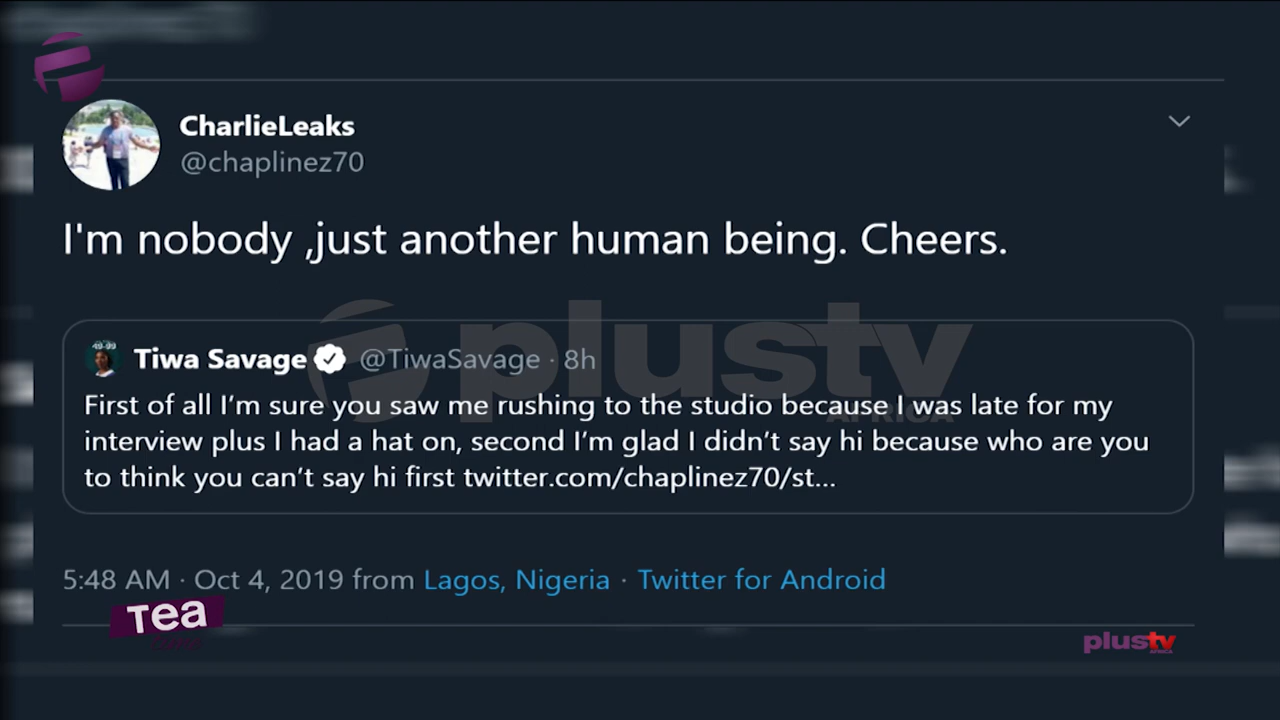 CharlieLeaks
@chaplinez70
I'm nobody ,just another human being. Cheers.
plustv
AFRICA
Tiwa Savage @TiwaSavage · 8h
First of all I’m sure you saw me rushing to the studio because I was late for my
interview plus I had a hat on, second I’m glad I didn’t say hi because who are you
to think you can’t say hi first twitter.com/chaplinez70/st...
5:48 AM · Oct 4, 2019 from Lagos, Nigeria · Twitter for Android
Tea
plustv
AFRICA